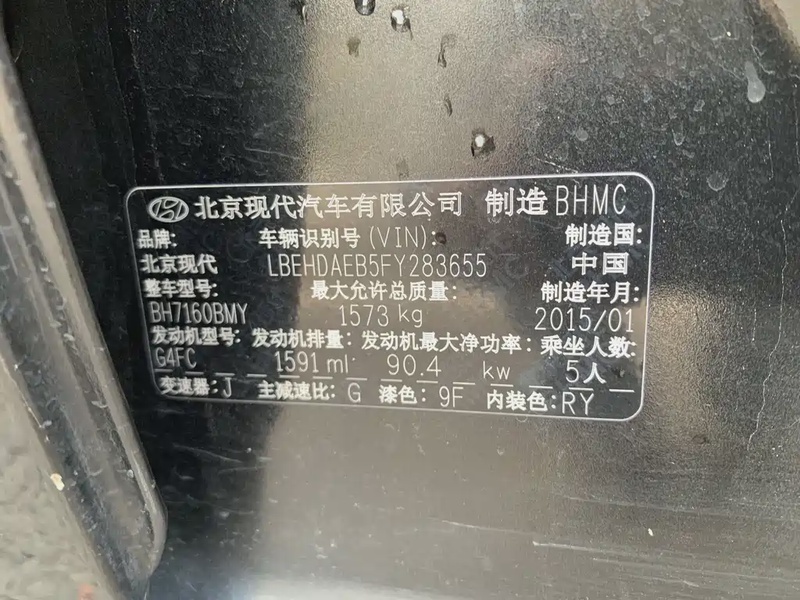 北京现代汽车有限公司 制造 BHMC
品牌: 车辆识别号(VIN): 制造国:
北京现代 LBEHDAEB5FY283655 中国
整车型号: 最大允许总质量: 制造年月:
BH7160BMY 1573 kg 2015/01
发动机型号: 发动机排量: 发动机最大净功率: 乘坐人数:
G4FC 1591 ml 90.4 kw 5人
变速器: J 主减速比: G 漆色: 9F 内装色: RY